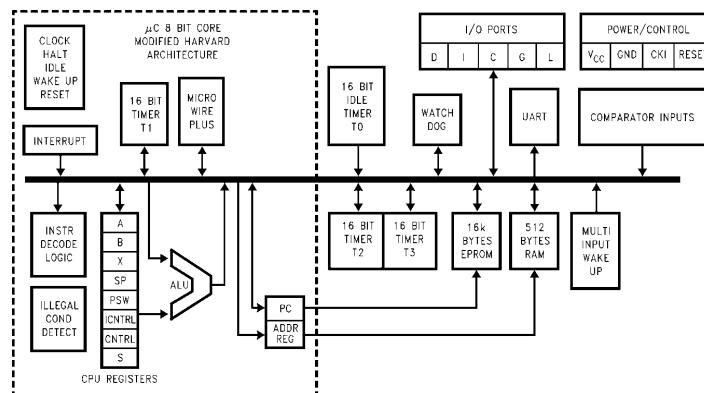 CLOCK
HALT
IDLE
WAKE UP
RESET
μC 8 BIT CORE
MODIFIED HARVARD
ARCHITECTURE
I/O PORTS
D I C G L
POWER/CONTROL
VCC GND CKI RESET
INTERRUPT
16 BIT
TIMER
T1
MICRO
WIRE
PLUS
16 BIT
IDLE
TIMER
T0
WATCH
DOG
UART
COMPARATOR INPUTS
INSTR
DECODE
LOGIC
ILLEGAL
COND
DETECT
A
B
X
SP
PSW
ICNTRL
CNTRL
S
CPU REGISTERS
ALU
PC
ADDR
REG
16 BIT
TIMER
T2
16 BIT
TIMER
T3
16k
BYTES
EPROM
512
BYTES
RAM
MULTI
INPUT
WAKE
UP